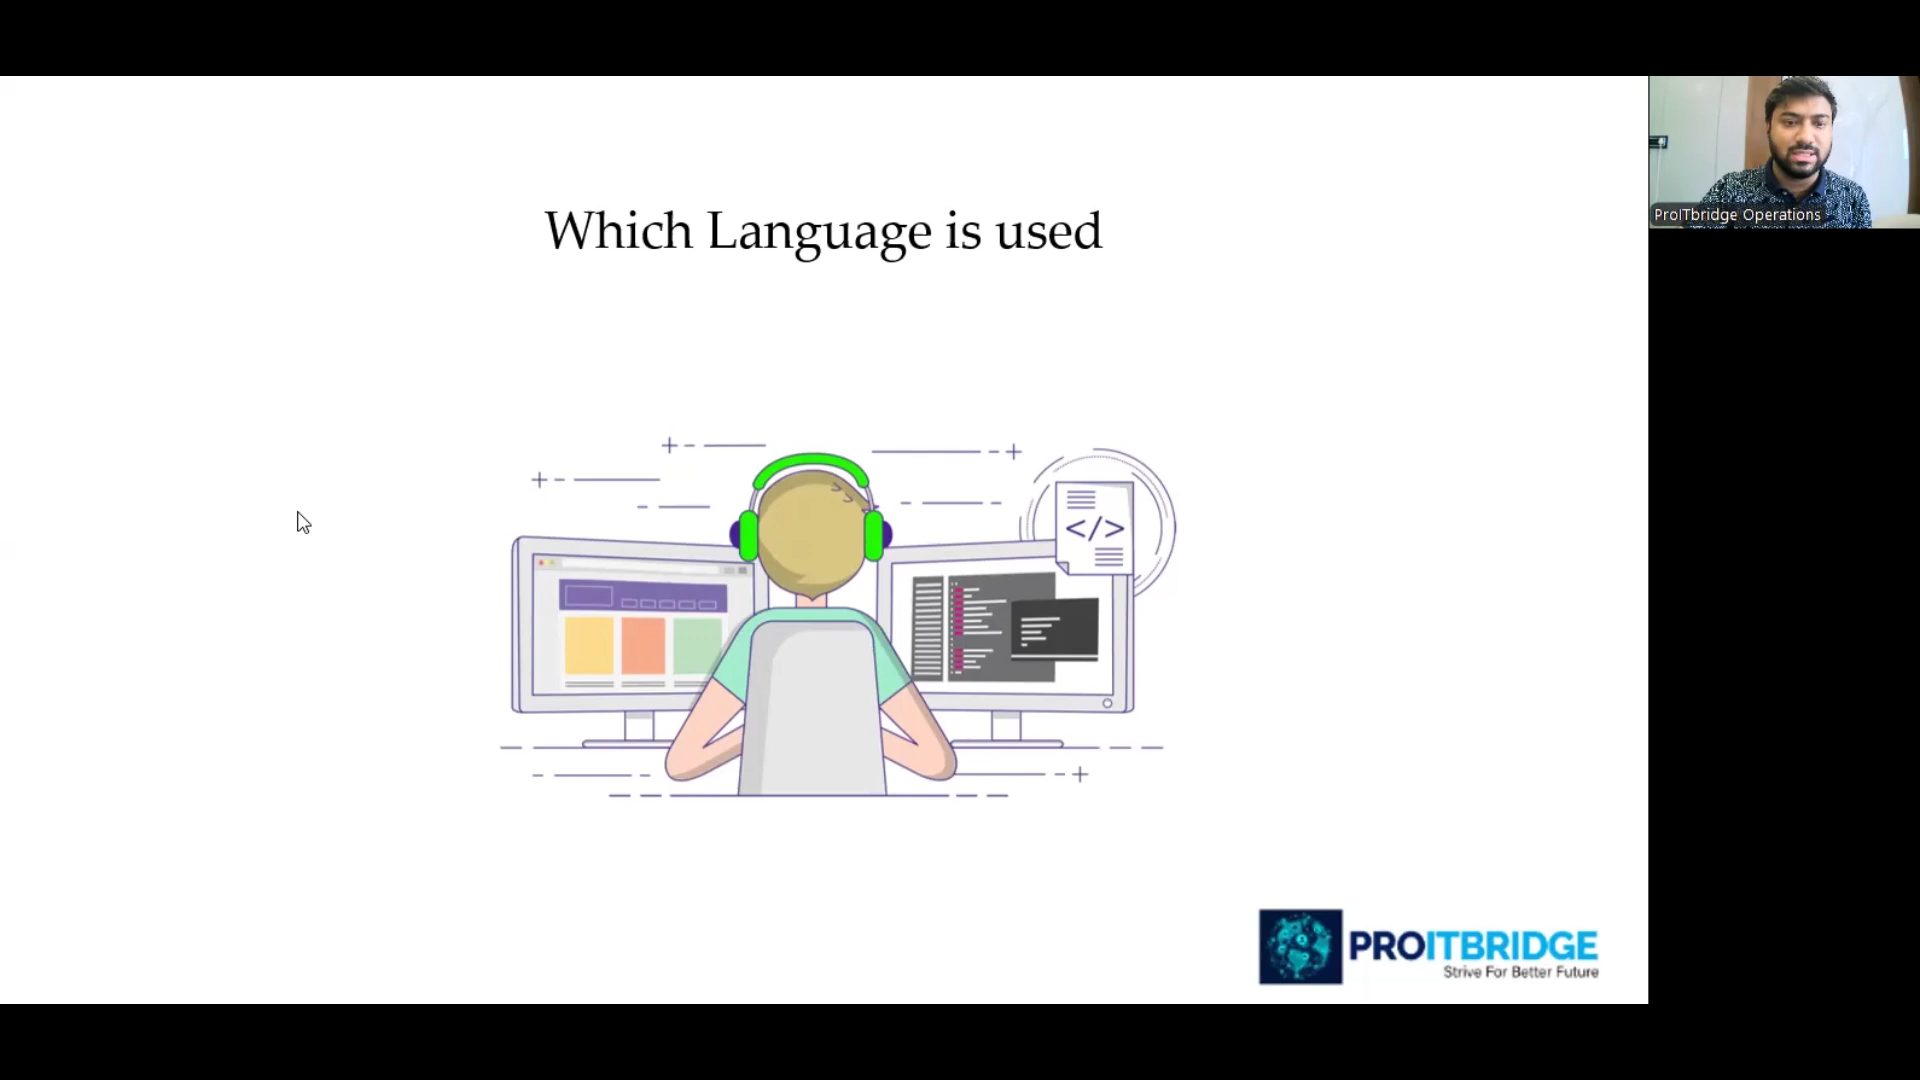 Which Language is used
ProITbridge Operations
</>
PROITBRIDGE
Strive For Better Future